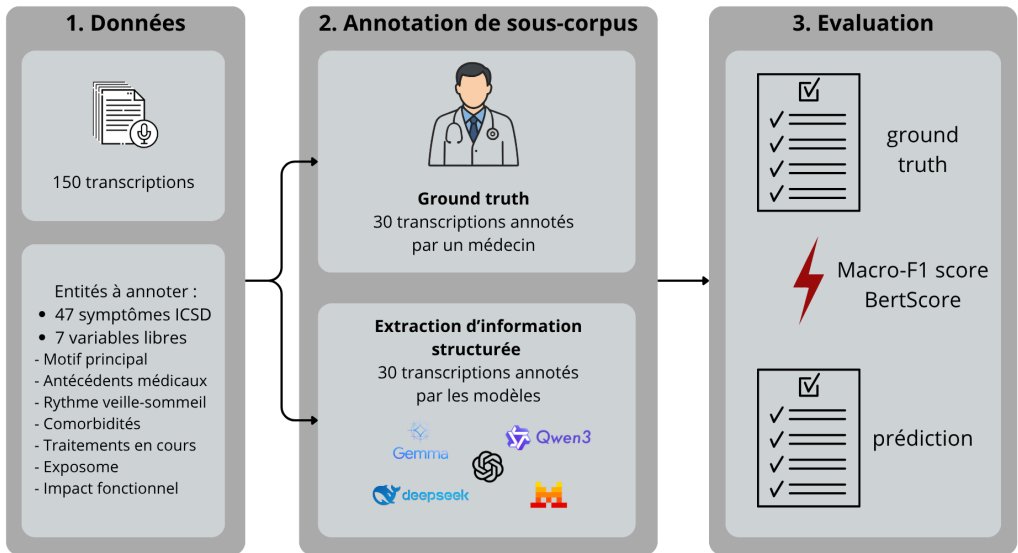 1. Données
150 transcriptions
Entités à annoter :
• 47 symptômes ICSD
• 7 variables libres
- Motif principal
- Antécédents médicaux
- Rythme veille-sommeil
- Comorbidités
- Traitements en cours
- Exposome
- Impact fonctionnel
2. Annotation de sous-corpus
Ground truth
30 transcriptions annotés
par un médecin
Extraction d’information
structurée
30 transcriptions annotés
par les modèles
Gemma
Qwen3
deepseek
3. Evaluation
ground
truth
Macro-F1 score
BertScore
prédiction